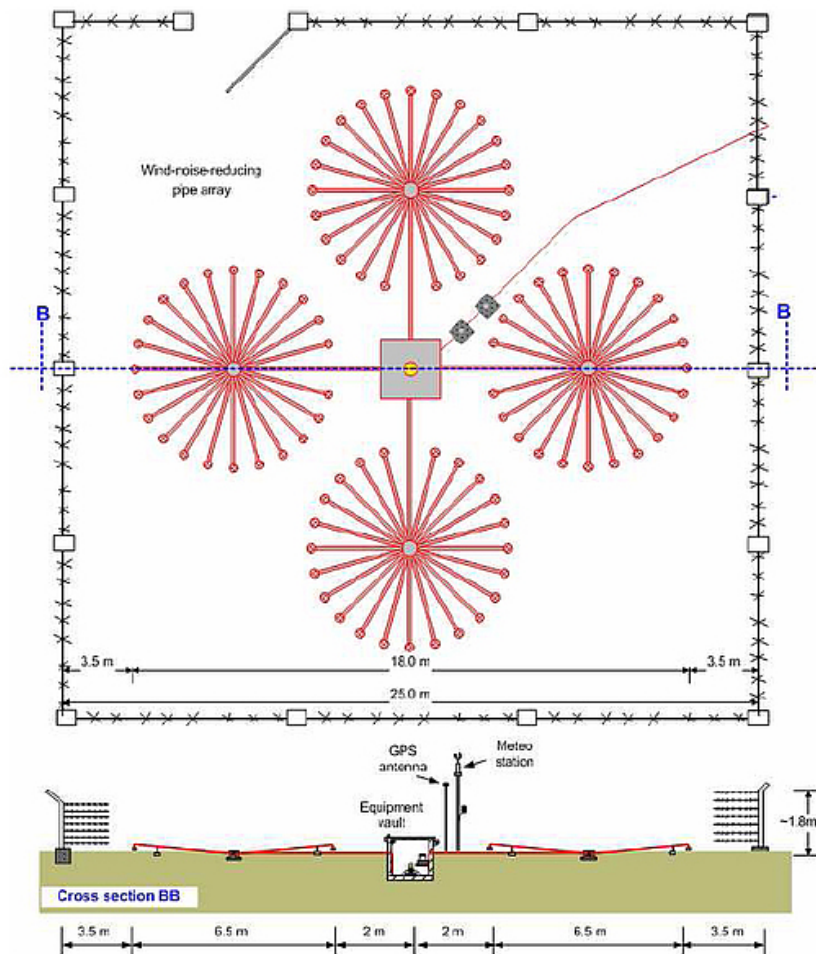 Wind-noise-reducing
pipe array
B
B
3.5 m
18.0 m
3.5 m
25.0 m
GPS
antenna
Meteo
station
Equipment
vault
~1.8m
Cross section BB
3.5 m
6.5 m
2 m
2 m
6.5 m
3.5 m